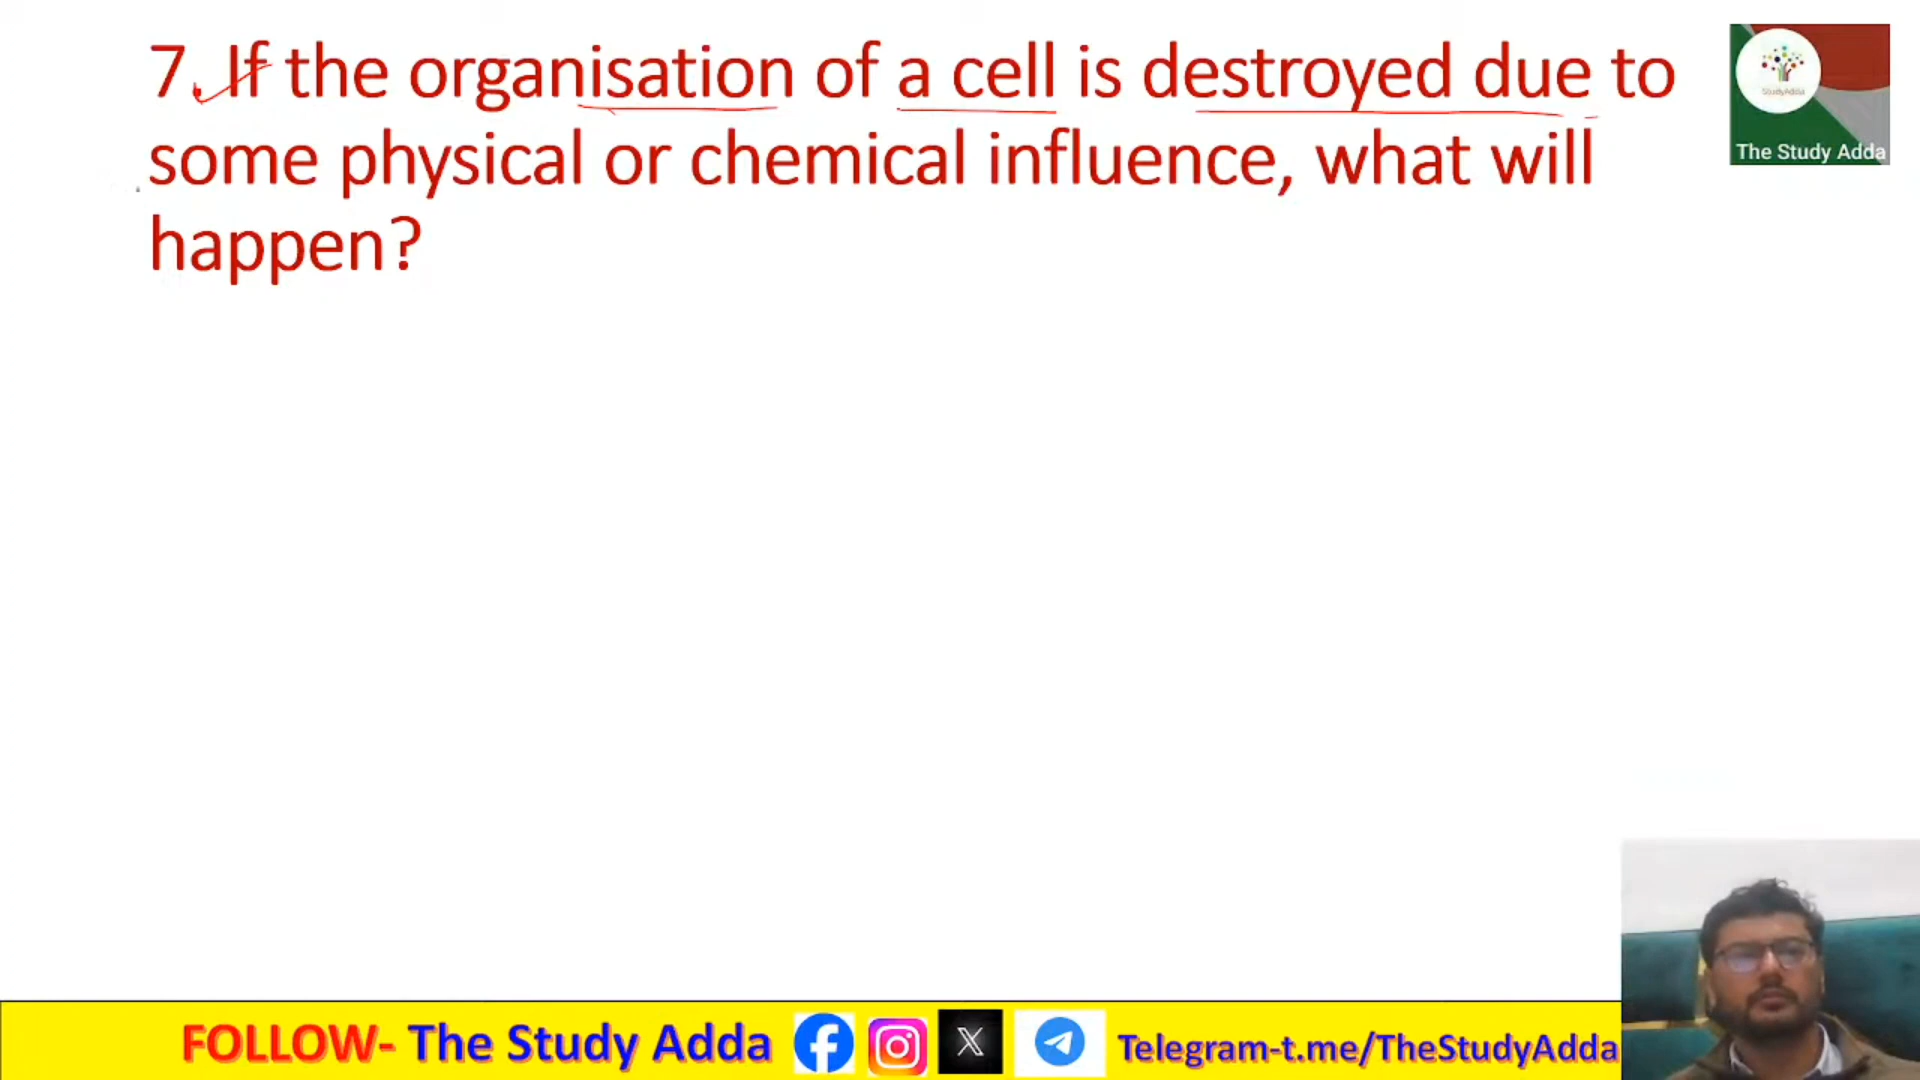 7. If the organisation of a cell is destroyed due to
some physical or chemical influence, what will
happen?
StudyAdda
The Study Adda
FOLLOW- The Study Adda
Telegram-t.me/TheStudyAdda